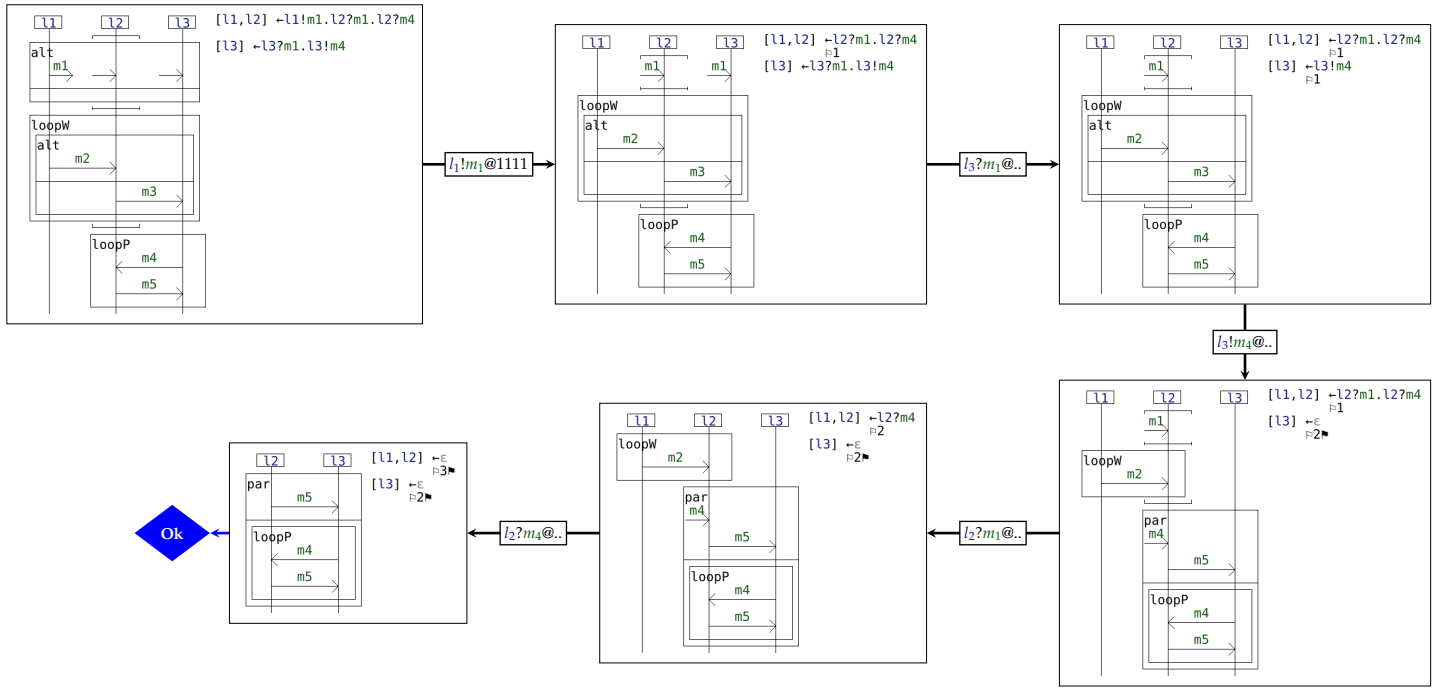 l1 l2 l3 [l1,l2] ←l1!m1.l2?m1.l2?m4
[l3] ←l3?m1.l3!m4
alt
m1
loopW
alt
m2
m3
loopP
m4
m5
l₁!m₁@1111
l1 l2 l3 [l1,l2] ←l2?m1.l2?m4
⚐1
[l3] ←l3?m1.l3!m4
m1 m1
loopW
alt
m2
m3
loopP
m4
m5
l₃?m₁@..
l1 l2 l3 [l1,l2] ←l2?m1.l2?m4
⚐1
[l3] ←l3!m4
⚐1
m1
loopW
alt
m2
m3
loopP
m4
m5
l₃!m₄@..
l1 l2 l3 [l1,l2] ←l2?m1.l2?m4
⚐1
[l3] ←ε
⚐2⚑
m1
loopW
m2
par
m4
m5
loopP
m4
m5
l₂?m₁@..
l1 l2 l3 [l1,l2] ←l2?m4
⚐2
[l3] ←ε
⚐2⚑
loopW
m2
par
m4
m5
loopP
m4
m5
l₂?m₄@..
l2 l3 [l1,l2] ←ε
⚐3⚑
[l3] ←ε
⚐2⚑
par
m5
loopP
m4
m5
Ok